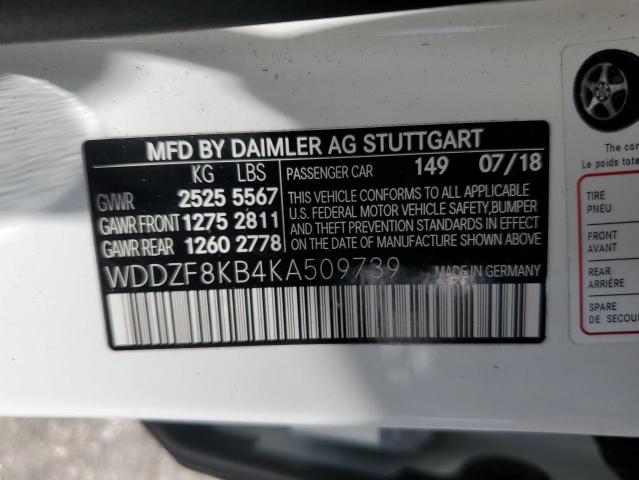 MFD BY DAIMLER AG STUTTGART
KG LBS
GVWR 2525 5567
GAWR FRONT 1275 2811
GAWR REAR 1260 2778
PASSENGER CAR 149 07/18
THIS VEHICLE CONFORMS TO ALL APPLICABLE
U.S. FEDERAL MOTOR VEHICLE SAFETY, BUMPER
AND THEFT PREVENTION STANDARDS IN EFFECT
ON THE DATE OF MANUFACTURE SHOWN ABOVE.
WDDZF8KB4KA509739 MADE IN GERMANY
The
Le poids
TIRE
PNEU
FRONT
AVANT
REAR
ARRIÈRE
SPARE
DE